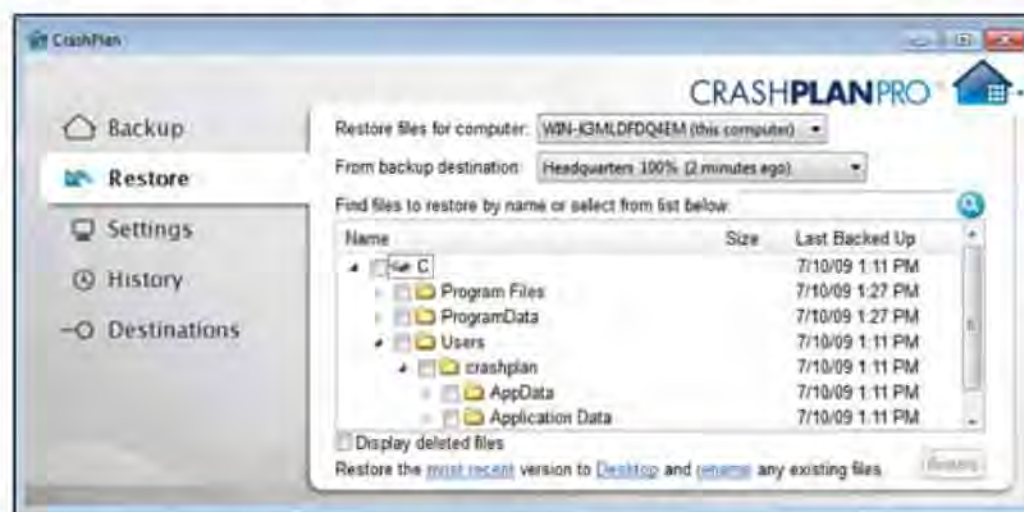 CrashPlan
CRASHPLANPRO
Backup
Restore
Settings
History
Destinations
Restore files for computer: WIN-K3MLDFDQ4EM (this computer)
From backup destination: Headquarters 100% (2 minutes ago)
Find files to restore by name or select from list below:
Name Size Last Backed Up
C 7/10/09 1:11 PM
Program Files 7/10/09 1:27 PM
ProgramData 7/10/09 1:27 PM
Users 7/10/09 1:11 PM
crashplan 7/10/09 1:11 PM
AppData 7/10/09 1:11 PM
Application Data 7/10/09 1:11 PM
Display deleted files
Restore the most recent version to Desktop and rename any existing files
Restore